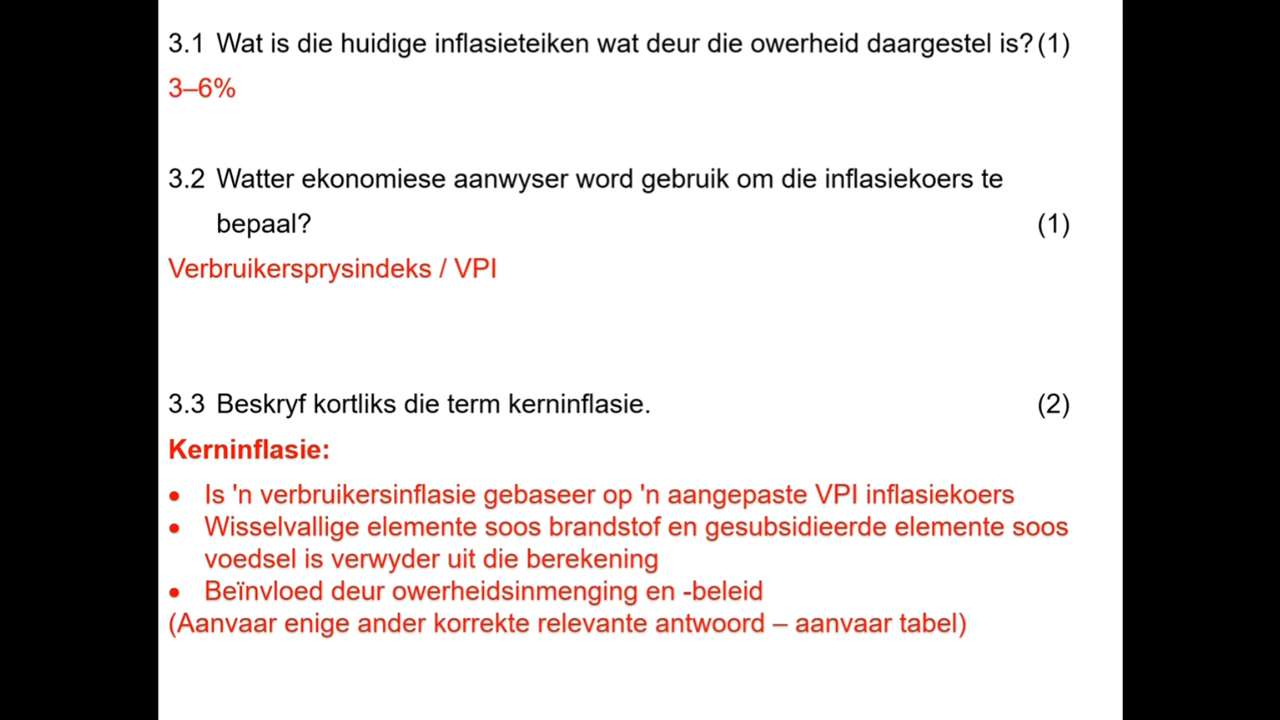 3.1 Wat is die huidige inflasieteiken wat deur die owerheid daargestel is? (1)
3–6%
3.2 Watter ekonomiese aanwyser word gebruik om die inflasiekoers te
bepaal? (1)
Verbruikersprysindeks / VPI
3.3 Beskryf kortliks die term kerninflasie. (2)
Kerninflasie:
• Is 'n verbruikersinflasie gebaseer op 'n aangepaste VPI inflasiekoers
• Wisselvallige elemente soos brandstof en gesubsidieerde elemente soos
voedsel is verwyder uit die berekening
• Beïnvloed deur owerheidsinmenging en -beleid
(Aanvaar enige ander korrekte relevante antwoord – aanvaar tabel)